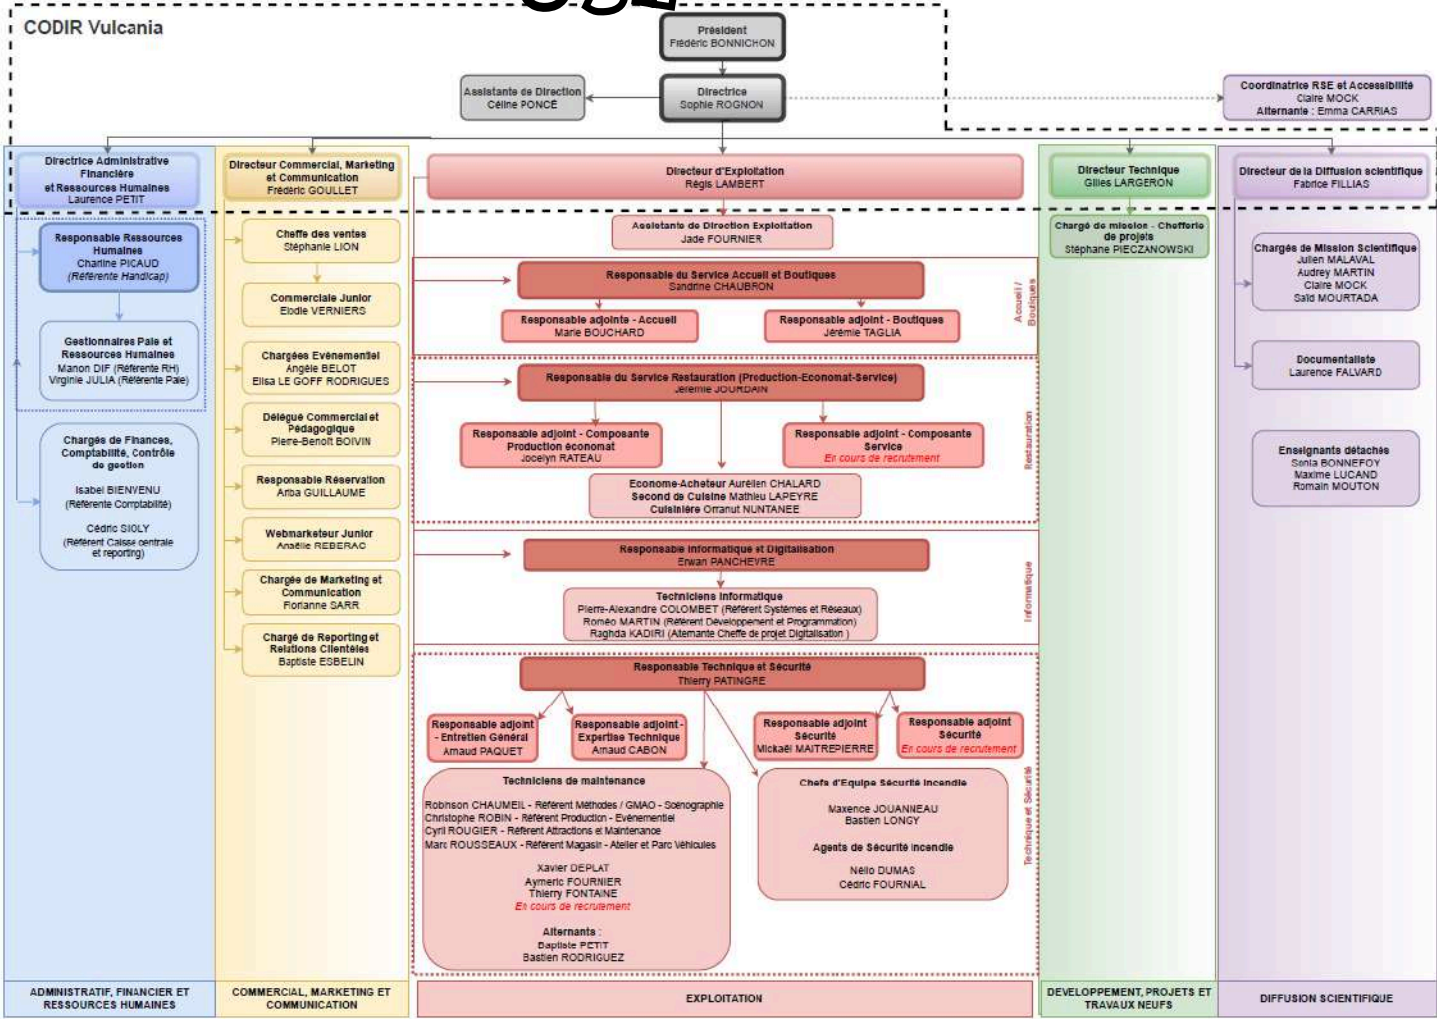 CODIR Vulcania
Président
Frédéric BONNICHON
Assistante de Direction
Céline PONCÉ
Directrice
Sophie ROGNON
Coordinatrice RSE et Accessibilité
Claire MOCK
Alternante : Emma CARRIAS
Directrice Administrative
Financière
et Ressources Humaines
Laurence PETIT
Directeur Commercial, Marketing
et Communication
Frédéric GOULLET
Directeur d'Exploitation
Régis LAMBERT
Directeur Technique
Gilles LARGERON
Directeur de la Diffusion scientifique
Fabrice FILLIAS
Responsable Ressources
Humaines
Charline PICAUD
(Référente Handicap)
Gestionnaires Paie et
Ressources Humaines
Manon DIF (Référente RH)
Virginie JULIA (Référente Paie)
Chargés de Finances,
Comptabilité, Contrôle
de gestion
Isabel BIENVENU
(Référente Comptabilité)
Cédric SIOLY
(Référent Caisse centrale
et reporting)
Cheffe des ventes
Stéphanie LION
Commerciale Junior
Elodie VERNIERS
Chargées Evènementiel
Angèle BELOT
Elisa LE GOFF RODRIGUES
Délégué Commercial et
Pédagogique
Pierre-Benoît BOIVIN
Responsable Réservation
Ariba GUILLAUME
Webmarketeur Junior
Anaëlle REBERAC
Chargée de Marketing et
Communication
Florianne SARR
Chargé de Reporting et
Relations Clientèles
Baptiste ESBELIN
Assistante de Direction Exploitation
Jade FOURNIER
Responsable du Service Accueil et Boutiques
Sandrine CHAUBRON
Responsable adjointe - Accueil
Marie BOUCHARD
Responsable adjoint - Boutiques
Jérémie TAGLIA
Accueil /
Boutiques
Responsable du Service Restauration (Production-Economat-Service)
Jérémie JOURDAIN
Responsable adjoint - Composante
Production économat
Jocelyn RATEAU
Responsable adjoint - Composante
Service
En cours de recrutement
Econome-Acheteur Aurélien CHALARD
Second de Cuisine Mathieu LAPEYRE
Cuisinière Orranut NUNTANEE
Restauration
Responsable Informatique et Digitalisation
Erwan PANCHEVRE
Techniciens Informatique
Pierre-Alexandre COLOMBET (Référent Systèmes et Réseaux)
Roméo MARTIN (Référent Développement et Programmation)
Raghda KADIRI (Alternante Cheffe de projet Digitalisation )
Informatique
Responsable Technique et Sécurité
Thierry PATINGRE
Responsable adjoint
- Entretien Général
Arnaud PAQUET
Responsable adjoint -
Expertise Technique
Arnaud CABON
Responsable adjoint
Sécurité
Mickaël MAITREPIERRE
Responsable adjoint
Sécurité
En cours de recrutement
Techniciens de maintenance
Robinson CHAUMEIL - Référent Méthodes / GMAO - Scénographie
Christophe ROBIN - Référent Production - Evènementiel
Cyril ROUGIER - Référent Attractions et Maintenance
Marc ROUSSEAUX - Référent Magasin - Atelier et Parc Véhicules
Xavier DEPLAT
Aymeric FOURNIER
Thierry FONTAINE
En cours de recrutement
Alternants :
Baptiste PETIT
Bastien RODRIGUEZ
Chefs d'Equipe Sécurité Incendie
Maxence JOUANNEAU
Bastien LONGY
Agents de Sécurité Incendie
Nello DUMAS
Cédric FOURNIAL
Technique et Sécurité
Chargé de mission - Chefferie
de projets
Stéphane PIECZANOWSKI
Chargés de Mission Scientifique
Julien MALAVAL
Audrey MARTIN
Claire MOCK
Saïd MOURTADA
Documentaliste
Laurence FALVARD
Enseignants détachés
Sonia BONNEFOY
Maxime LUCAND
Romain MOUTON
ADMINISTRATIF, FINANCIER ET
RESSOURCES HUMAINES
COMMERCIAL, MARKETING ET
COMMUNICATION
EXPLOITATION
DEVELOPPEMENT, PROJETS ET
TRAVAUX NEUFS
DIFFUSION SCIENTIFIQUE